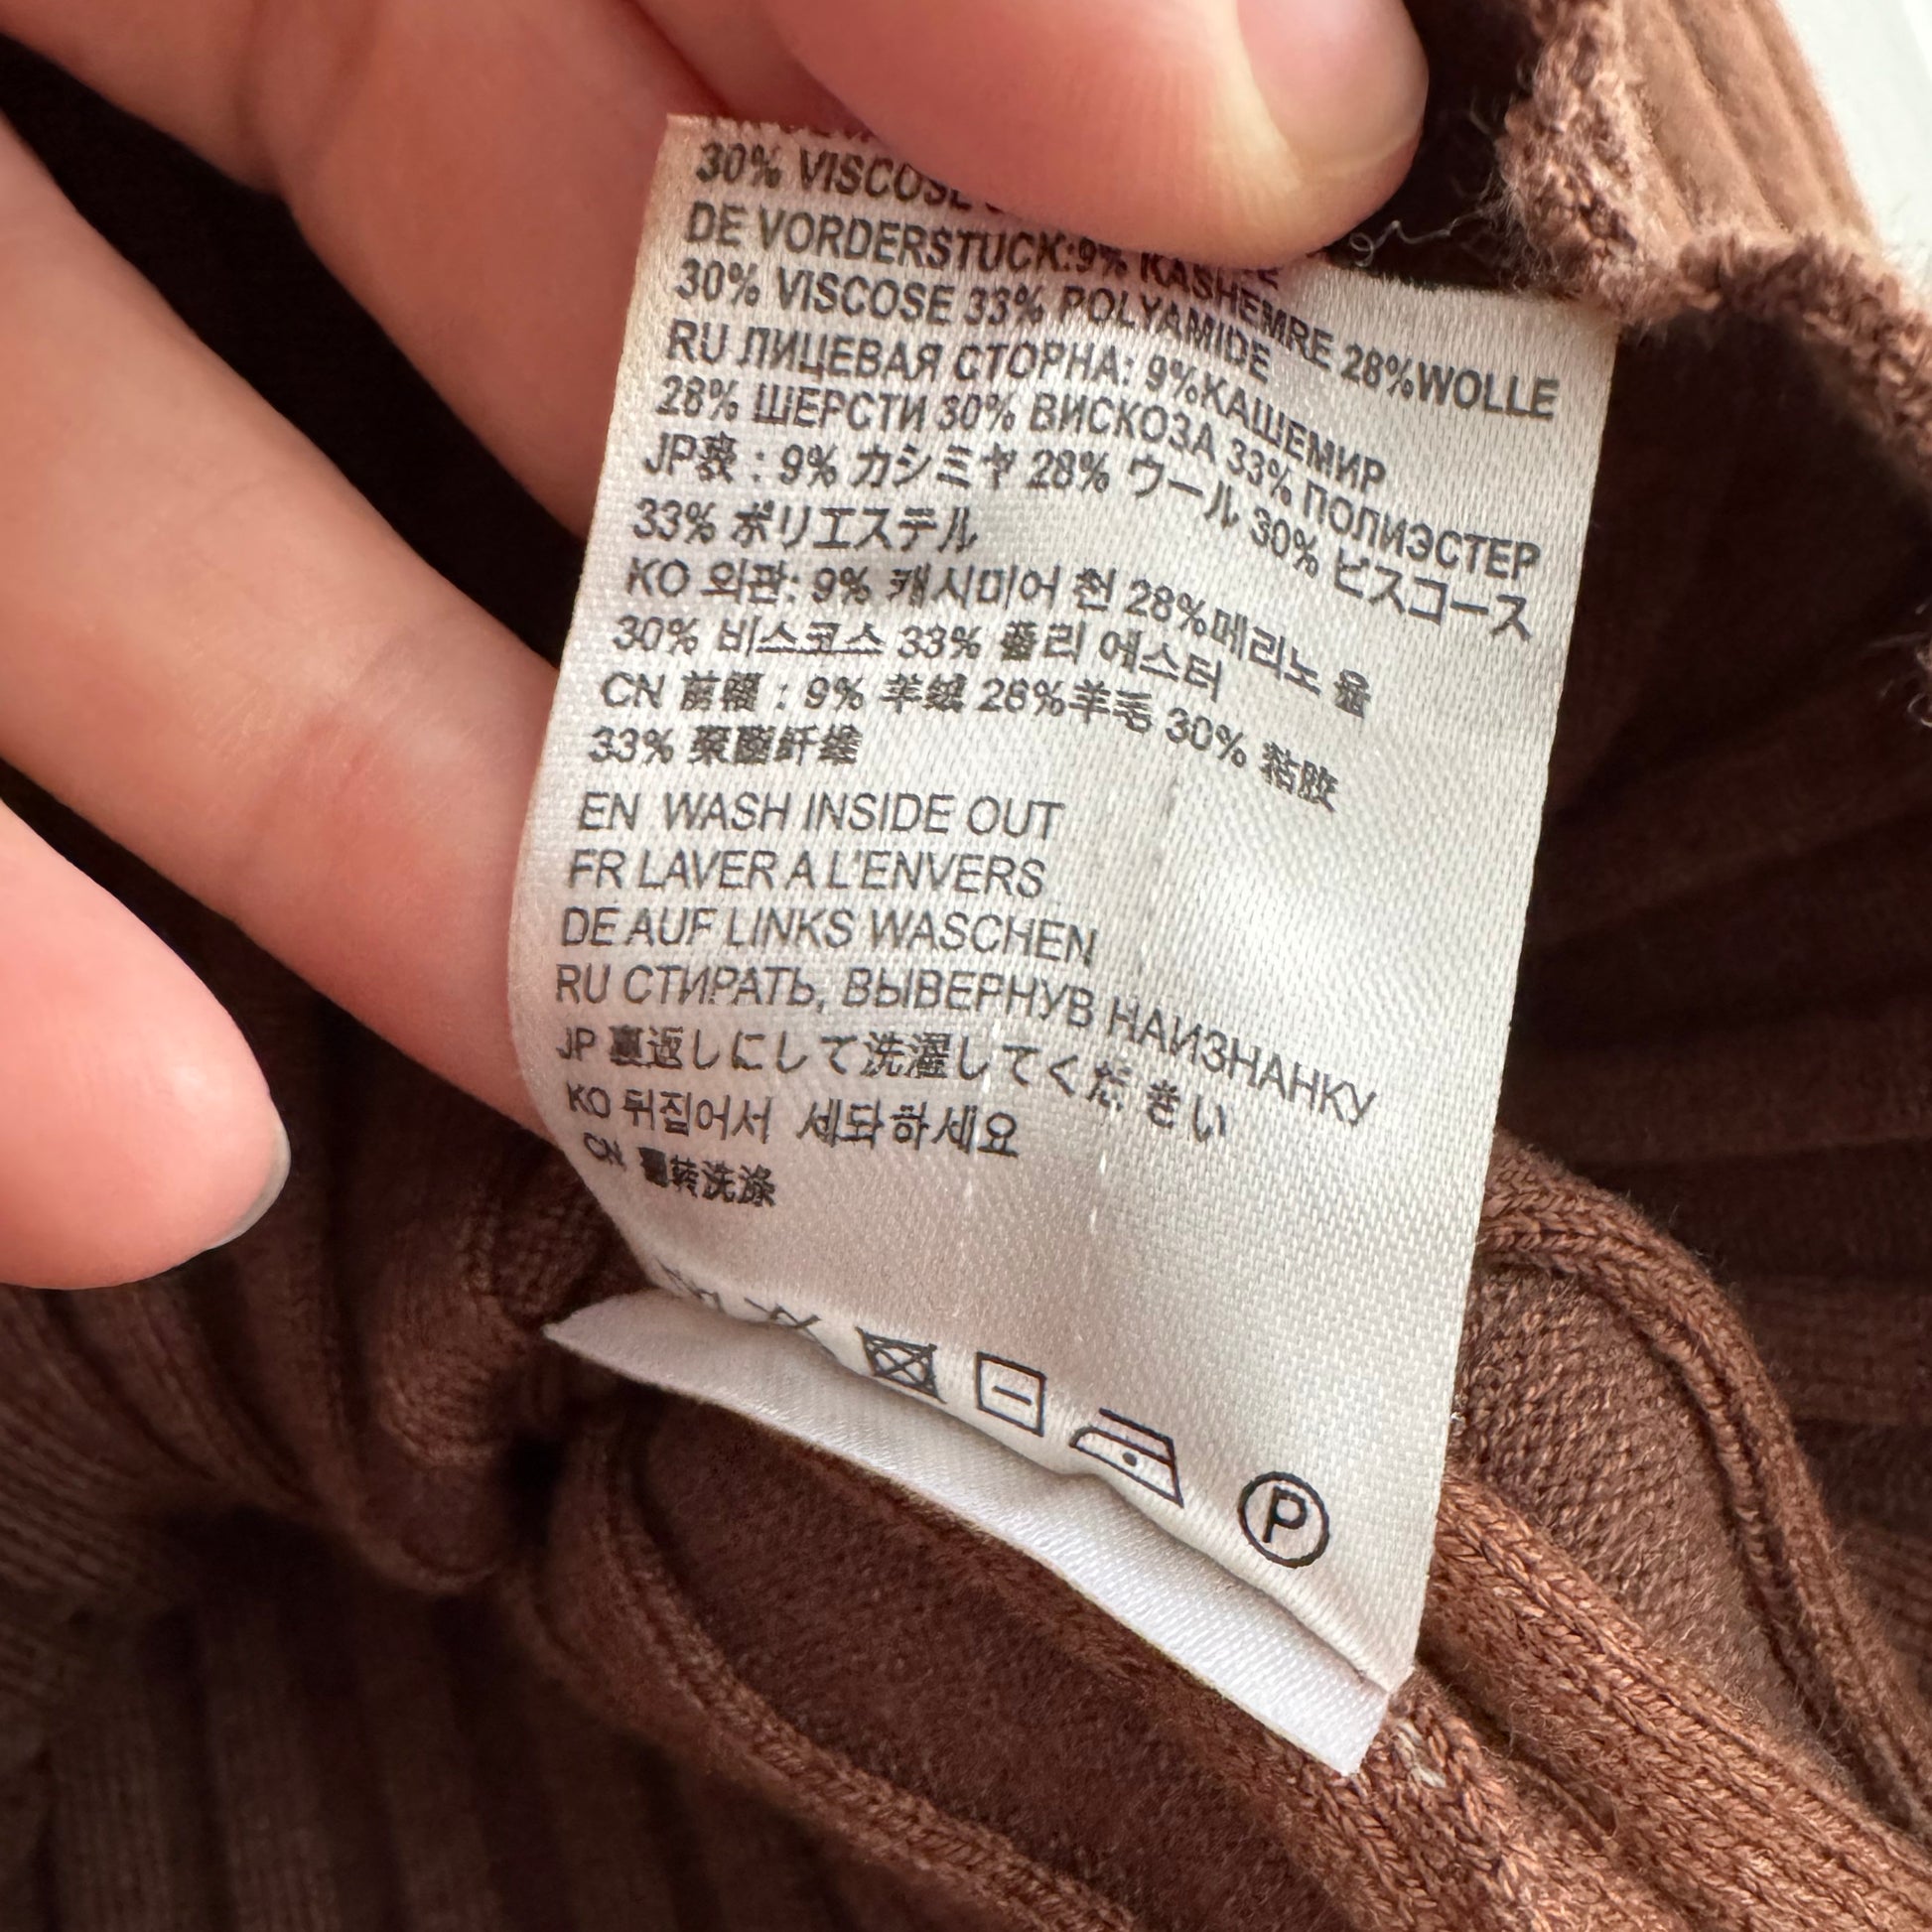 30% VISCOSE
DE VORDERSTUCK:9% KASHEMRE 28%WOLLE
30% VISCOSE 33% POLYAMIDE
RU ЛИЦЕВАЯ СТОРНА: 9%КАШЕМИР
28% ШЕРСТИ 30% ВИСКОЗА 33% ПОЛИЭСТЕР
JP表 : 9% カシミヤ 28% ウール 30% ビスコース
33% ポリエステル
KO 외관: 9% 캐시미어 천 28%메리노 울
30% 비스코스 33% 폴리 에스터
CN 前幅 : 9% 羊绒 28%羊毛 30% 粘胶
33% 聚酯纤维
EN WASH INSIDE OUT
FR LAVER A L'ENVERS
DE AUF LINKS WASCHEN
RU СТИРАТЬ, ВЫВЕРНУВ НАИЗНАНКУ
JP 裏返しにして洗濯してください
KO 뒤집어서 세탁하세요
CN 翻转洗涤
P